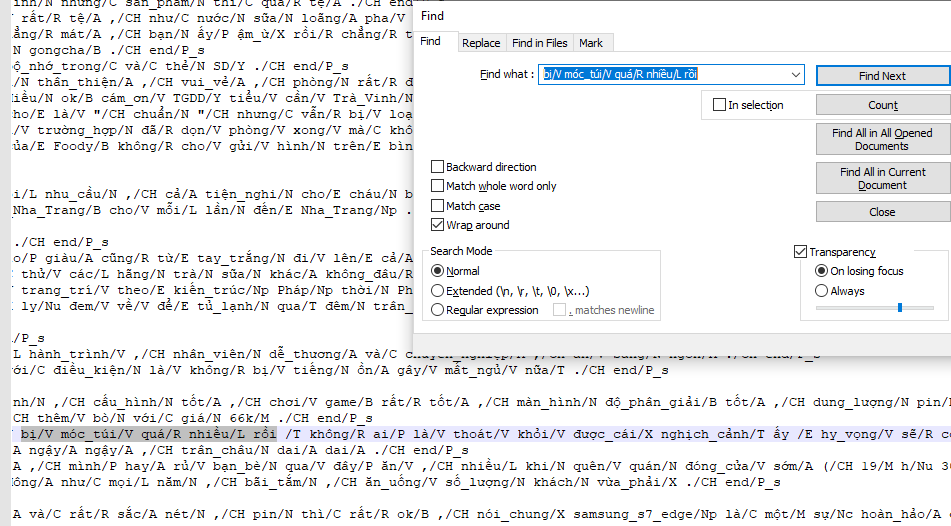 inh/N những/C sản_phẩm/N thì/C quá/R tệ/A ./CH end/P_s
rất/R tệ/A ,/CH như/C nước/N sữa/N loãng/A pha/V
ẳng/R mát/A ,/CH bạn/N ấy/P ậm_ừ/X rồi/R chẳng/R t
N gongcha/B ./CH end/P_s
bộ_nhớ_trong/C và/C thẻ/N SD/Y ./CH end/P_s
/N thân_thiện/A ,/CH vui_vẻ/A ,/CH phòng/N rất/R đ
iều/N ok/B cám_ơn/V TGDD/Y tiểu/V cần/V Trà_Vinh/N
ho/E là/V "/CH chuẩn/N "/CH nhưng/C vẫn/R bị/V loạ
/V trường_hợp/N đã/R dọn/V phòng/V xong/V mà/C khô
ủa/E Foody/B không/R cho/V gửi/V hình/N trên/E bìn
i/L nhu_cầu/N ,/CH cả/A tiện_nghi/N cho/E cháu/N b
Nha_Trang/B cho/V mỗi/L lần/N đến/E Nha_Trang/Np .
./CH end/P_s
o/P giàu/A cũng/R từ/E tay_trắng/N đi/V lên/E cả/A
thử/V các/L hãng/N trà/N sữa/N khác/A không_đâu/R
trang_trí/V theo/E kiến_trúc/Np Pháp/Np thời/N Ph
ly/Nu đem/V về/V để/E tủ_lạnh/N qua/T đêm/N trân_
/P_s
L hành_trình/V ,/CH nhân_viên/N dễ_thương/A và/C
với/C điều_kiện/N là/V không/R bị/V tiếng/N ồn/A gây/V mất_ngủ/V nữa/T ./CH end/P_s
nh/N ,/CH cấu_hình/N tốt/A ,/CH chơi/V game/B rất/R tốt/A ,/CH màn_hình/N độ_phân_giải/B tốt/A ,/CH dung_lượng/N pin/
CH thêm/V bò/N với/C giá/N 66k/M ./CH end/P_s
bị/V móc_túi/V quá/R nhiều/L rồi /T không/R ai/P là/V thoát/V khỏi/V được_cái/X nghịch_cảnh/T ấy /E hy_vọng/V sẽ/R c
A ngậy/A ngậy/A ,/CH trân_châu/N dai/A dai/A ./CH end/P_s
A ,/CH mình/P hay/A rủ/V bạn_bè/N qua/V đây/P ăn/V ,/CH nhiều/L khi/N quên/V quán/N đóng_cửa/V sớm/A (/CH 19/M h/Nu 30
ông/A như/C mọi/L năm/N ,/CH bãi_tắm/N ,/CH ăn_uống/V số_lượng/N khách/N vừa_phải/X ./CH end/P_s
A và/C rất/R sắc/A nét/N ,/CH pin/N thì/C rất/R ok/B ,/CH nói_chung/X samsung_s7_edge/Np là/C một/M sự/Nc hoàn_hảo/A
Find
Find Replace Find in Files Mark
Find what : bị/V móc_túi/V quá/R nhiều/L rồi Find Next
In selection Count
Find All in All Opened
Documents
Find All in Current
Document
Close
Backward direction
Match whole word only
Match case
Wrap around
Search Mode
Normal
Extended (\n, \r, \t, \0, \x...)
Regular expression . matches newline
Transparency
On losing focus
Always